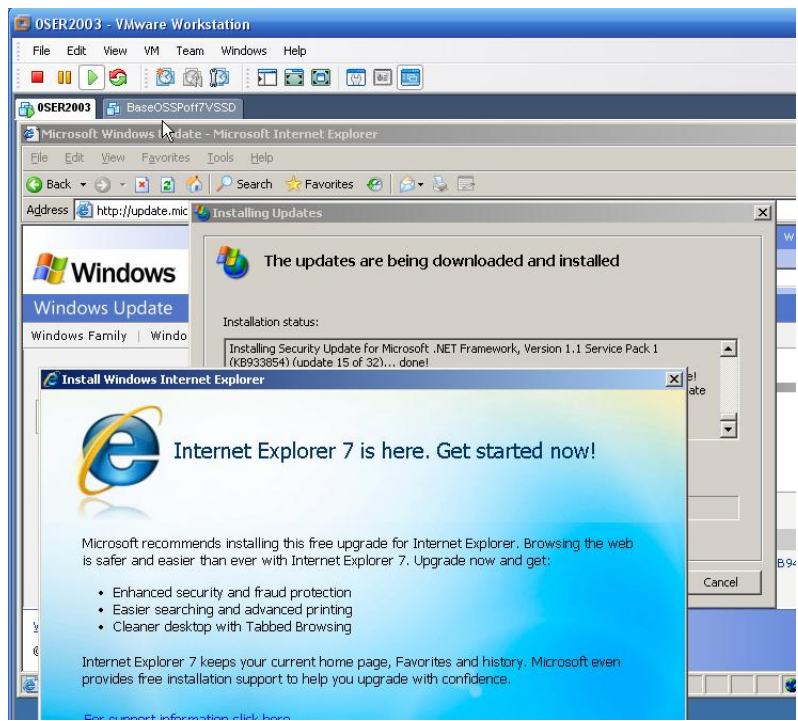 0SER2003 - VMware Workstation
File Edit View VM Team Windows Help
0SER2003 BaseOSSPoff7VSSD
Microsoft Windows Update - Microsoft Internet Explorer
File Edit View Favorites Tools Help
Back Search Favorites
Address http://update.mic
Installing Updates
Windows
The updates are being downloaded and installed
Windows Update
Windows Family | Windo
Installation status:
Installing Security Update for Microsoft .NET Framework, Version 1.1 Service Pack 1
(KB933854) (update 15 of 32)... done!
e!
ate
Install Windows Internet Explorer
Internet Explorer 7 is here. Get started now!
Microsoft recommends installing this free upgrade for Internet Explorer. Browsing the web
is safer and easier than ever with Internet Explorer 7. Upgrade now and get:
B94
Cancel
• Enhanced security and fraud protection
• Easier searching and advanced printing
• Cleaner desktop with Tabbed Browsing
Internet Explorer 7 keeps your current home page, Favorites and history. Microsoft even
provides free installation support to help you upgrade with confidence.
For support information click here